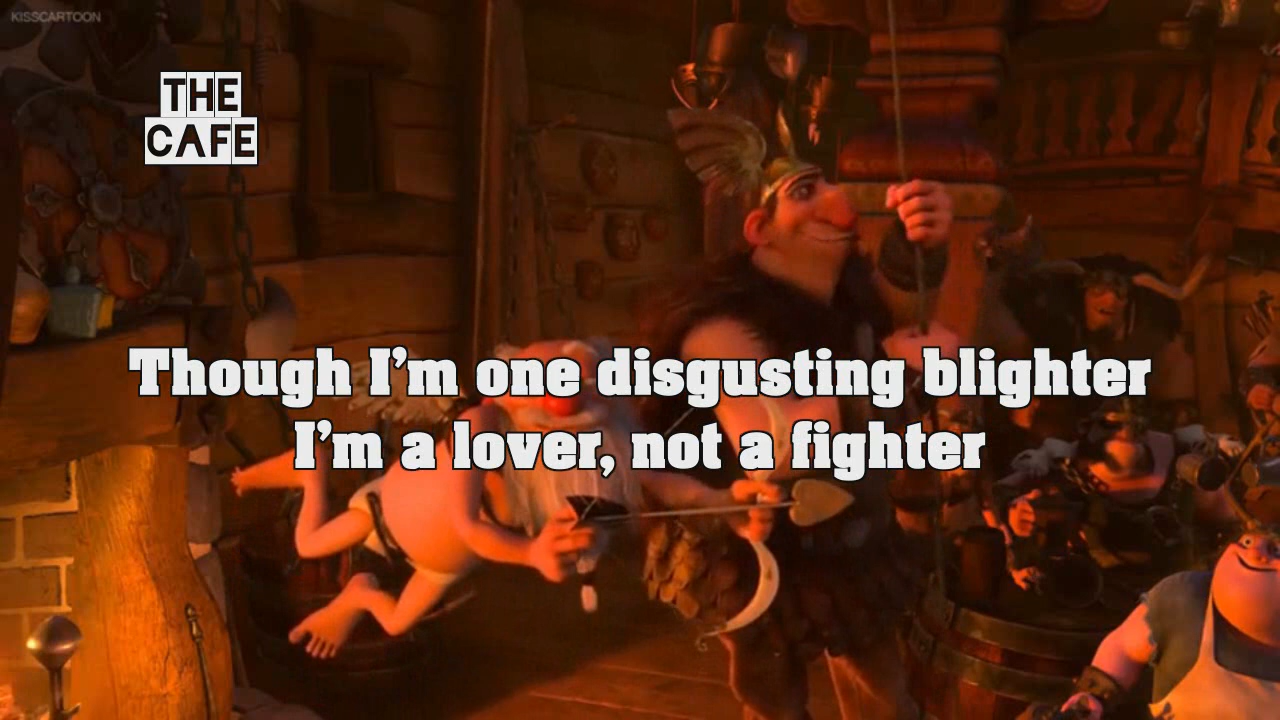 KISSCARTOON
THE
CAFE
Though I'm one disgusting blighter
I'm a lover, not a fighter